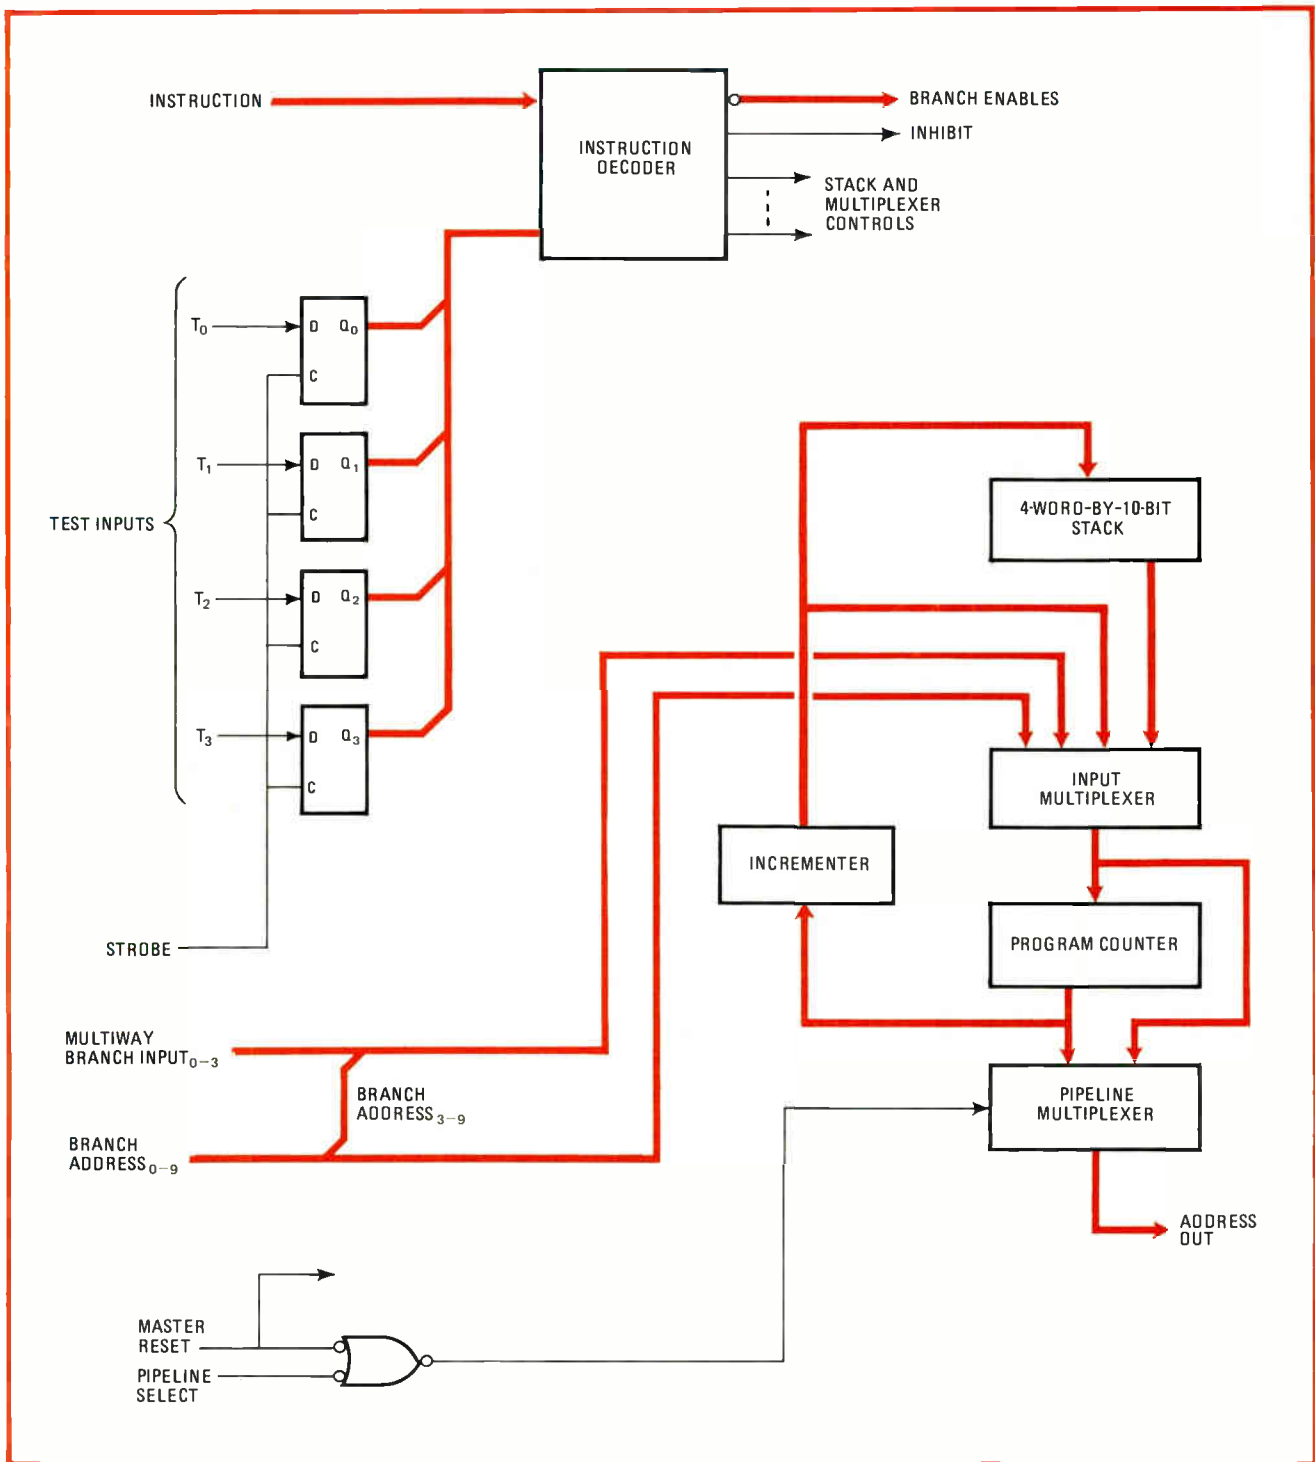 INSTRUCTION
INSTRUCTION
DECODER
BRANCH ENABLES
INHIBIT
STACK AND
MULTIPLEXER
CONTROLS
TEST INPUTS
T0
D Q0
C
T1
D Q1
C
T2
D Q2
C
T3
D Q3
C
STROBE
4-WORD-BY-10-BIT
STACK
INPUT
MULTIPLEXER
INCREMENTER
PROGRAM COUNTER
PIPELINE
MULTIPLEXER
ADDRESS
OUT
MULTIWAY
BRANCH INPUT0–3
BRANCH
ADDRESS3–9
BRANCH
ADDRESS0–9
MASTER
RESET
PIPELINE
SELECT